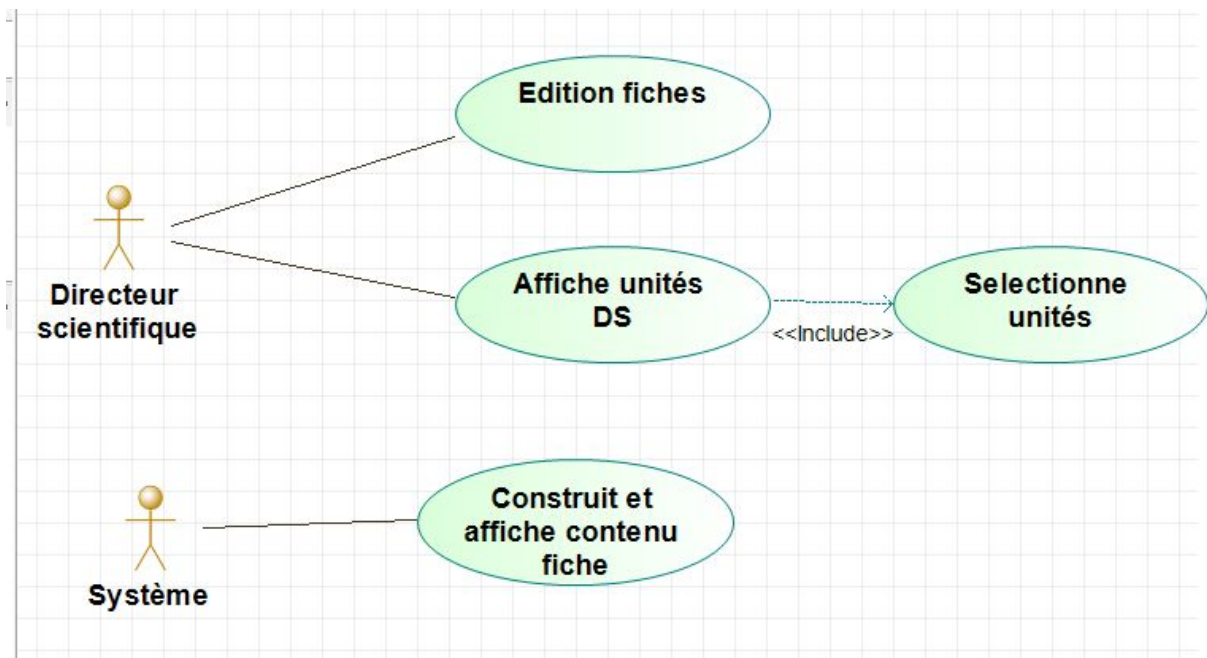 Edition fiches
Directeur
scientifique
Affiche unités
DS
<<Include>>
Selectionne
unités
Système
Construit et
affiche contenu
fiche